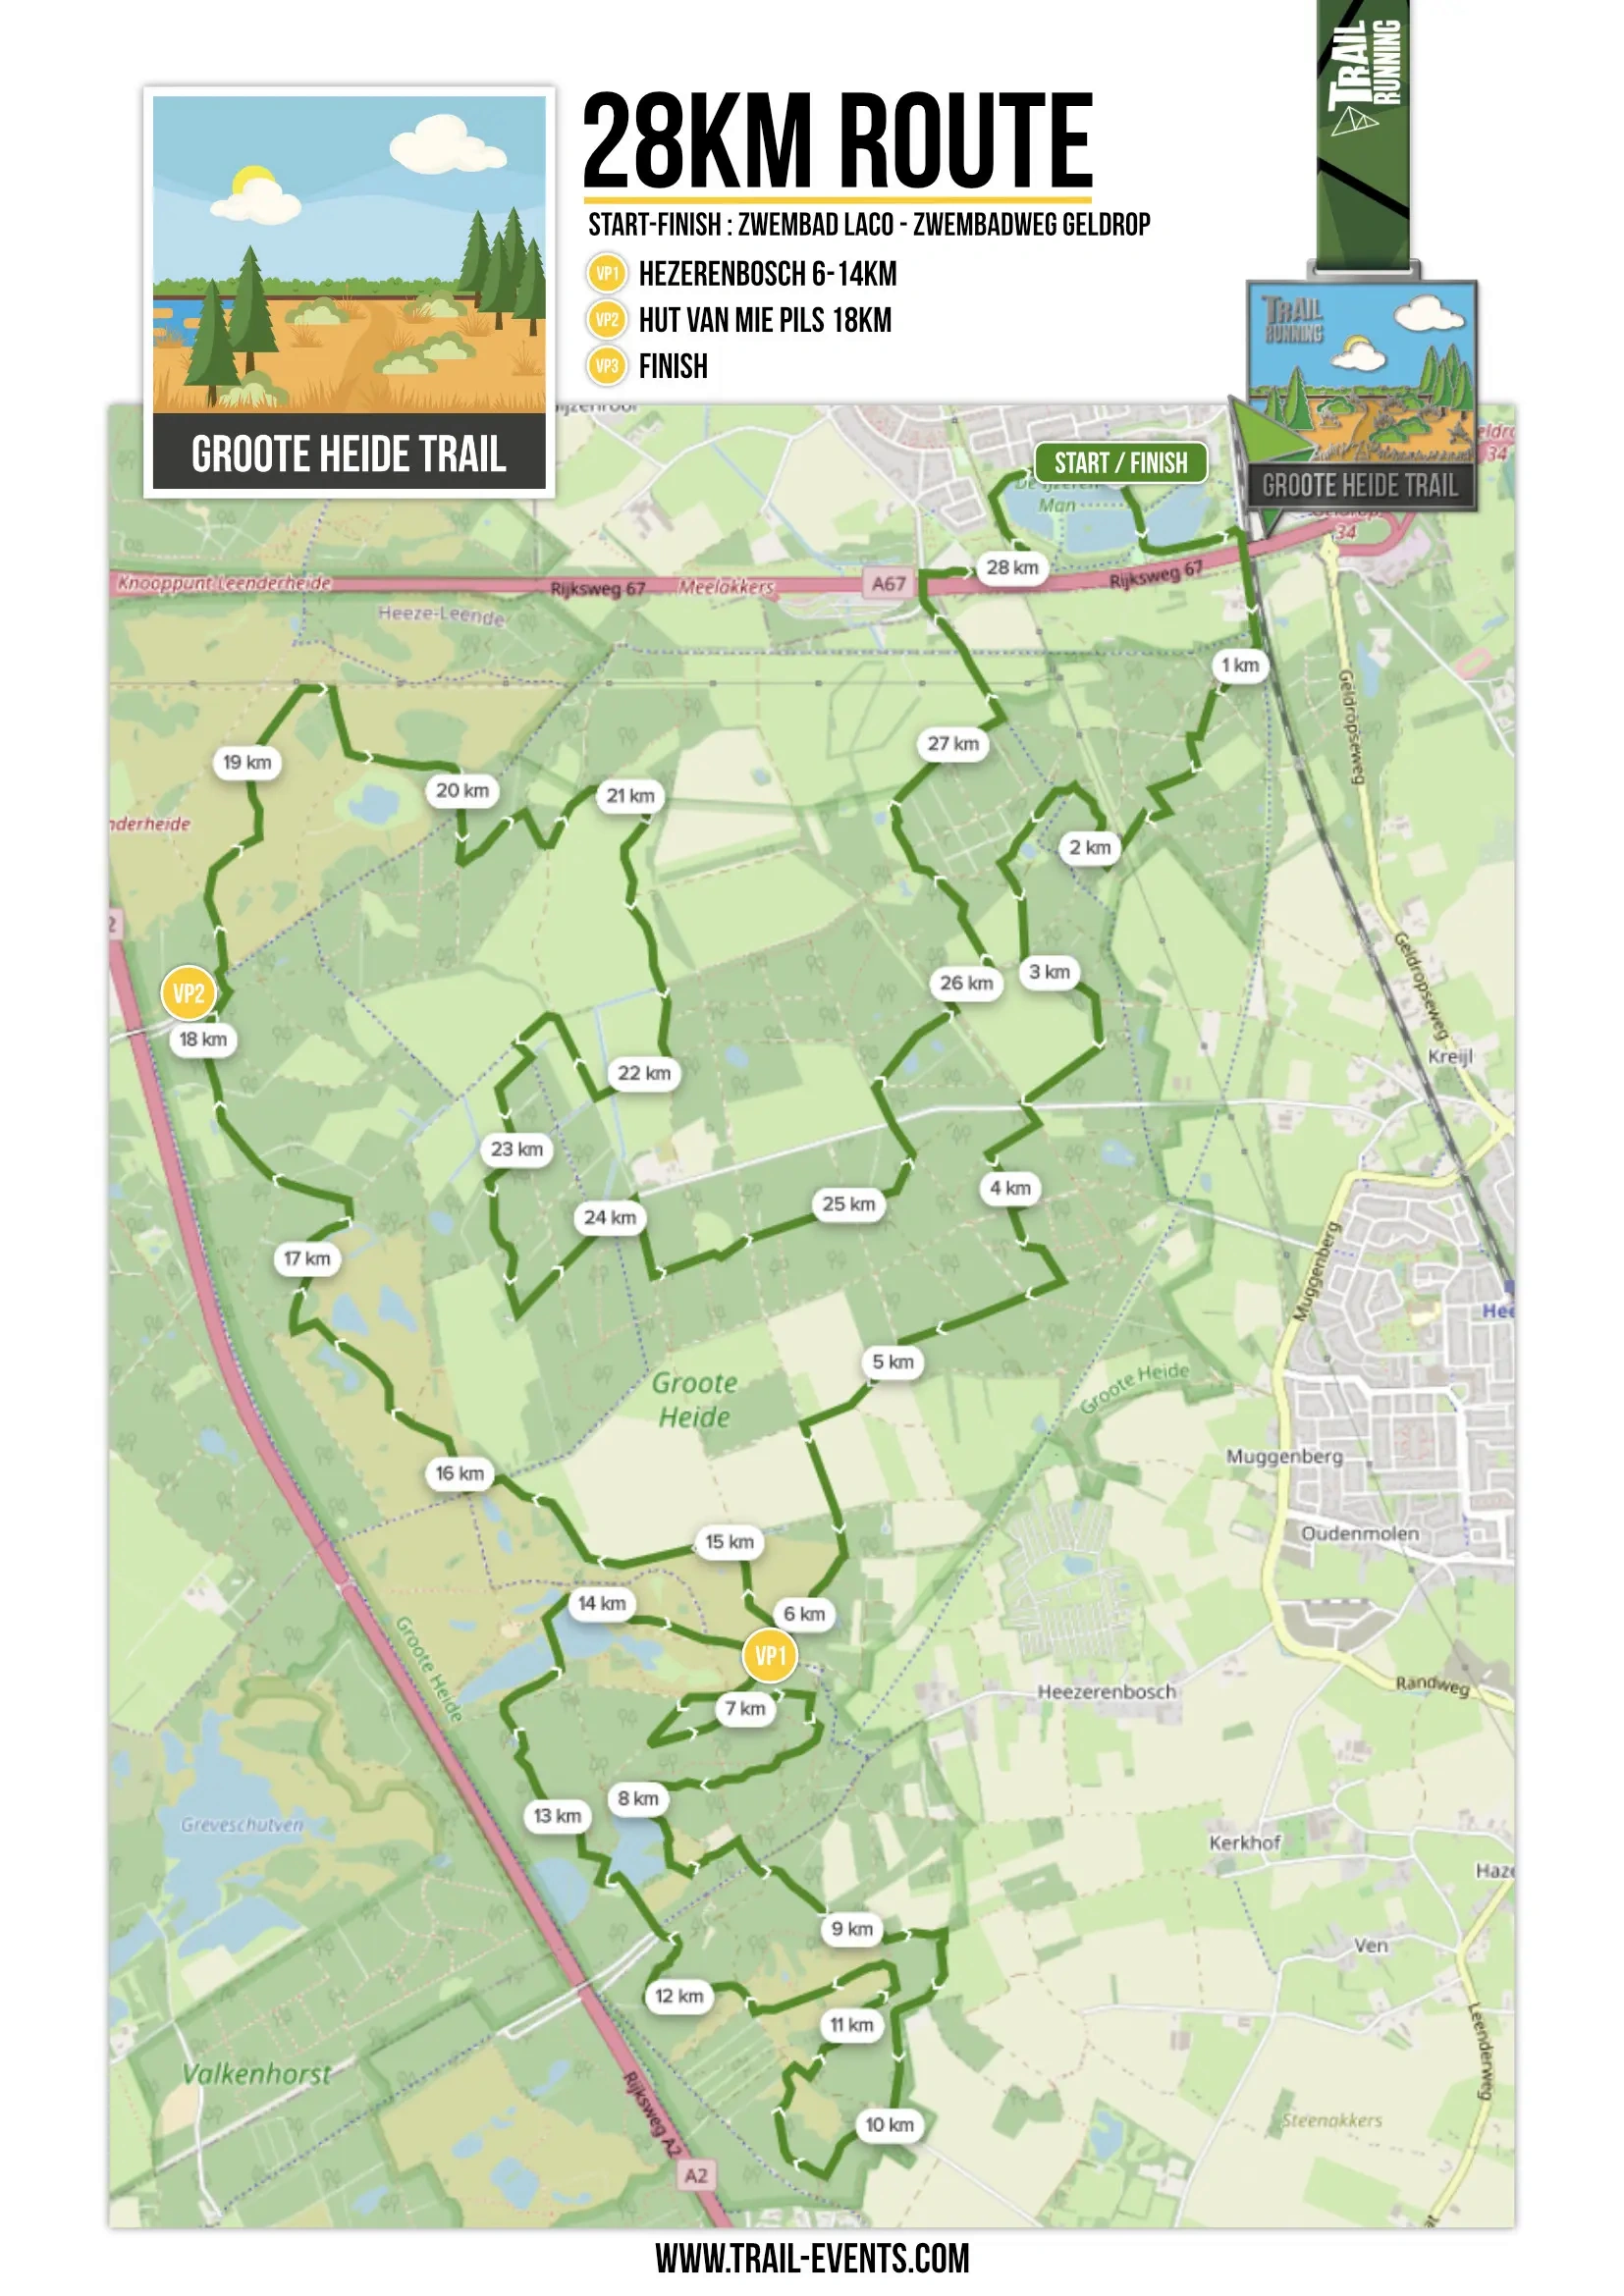 TRAIL
RUNNING
28KM ROUTE
START-FINISH : ZWEMBAD LACO - ZWEMBADWEG GELDROP
VP1 HEZERENBOSCH 6-14KM
VP2 HUT VAN MIE PILS 18KM
VP3 FINISH
TRAIL
RUNNING
GROOTE HEIDE TRAIL
GROOTE HEIDE TRAIL
START / FINISH
Man
34
34
Knooppunt Leenderheide
Rijksweg 67
Meelakkers
A67
28 km
Rijksweg 67
Heeze-Leende
1 km
Geldropseweg
27 km
19 km
20 km
21 km
nderheide
2 km
2
Geldropseweg
3 km
26 km
VP2
18 km
Kreijl
22 km
23 km
4 km
25 km
24 km
Muggenberg
17 km
Hee
5 km
Groote
Heide
Groote Heide
Muggenberg
16 km
Oudenmolen
15 km
14 km
6 km
VP1
Groote Heide
Randweg
Heezerenbosch
7 km
8 km
13 km
Greveschutven
Kerkhof
Haze
9 km
Ven
12 km
11 km
Leenderweg
Valkenhorst
Rijksweg A2
10 km
Steenakkers
A2
WWW.TRAIL-EVENTS.COM